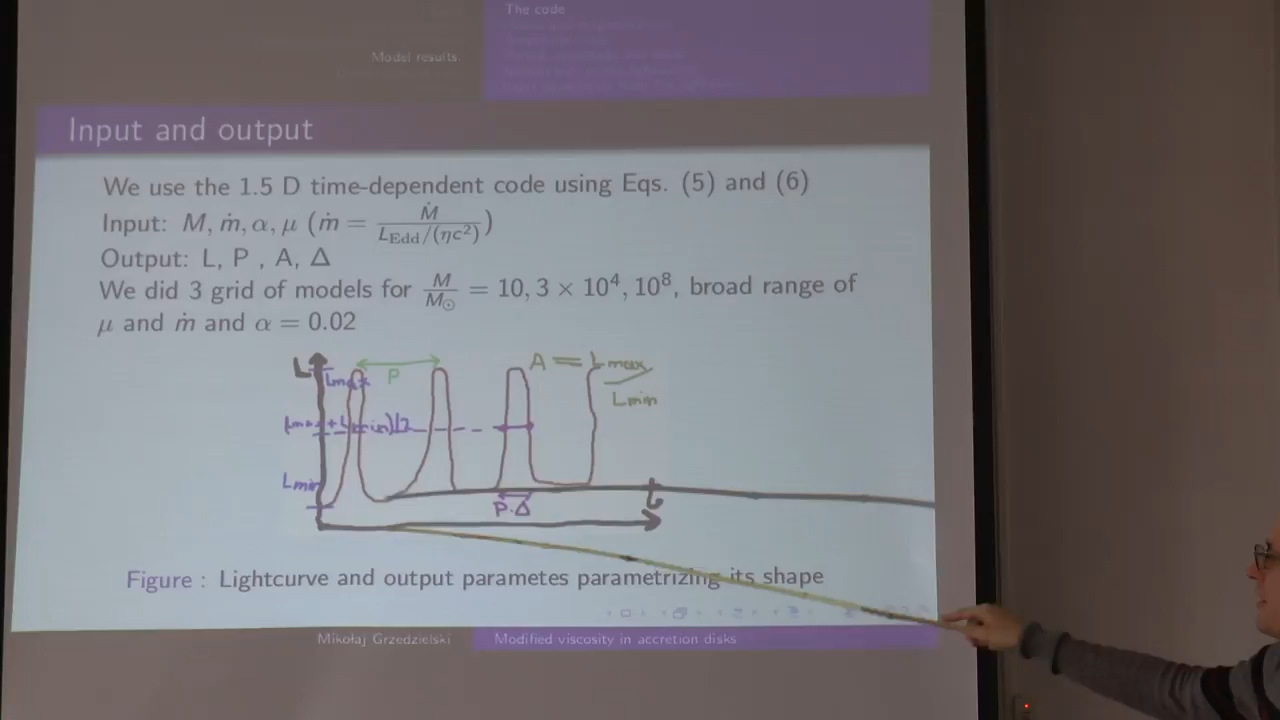 The code
Model results.
Input and output
We use the 1.5 D time-dependent code using Eqs. (5) and (6)
Input: M, ṁ, α, μ (ṁ = Ṁ / L_Edd/(ηc²))
Output: L, P , A, Δ
We did 3 grid of models for M/M☉ = 10, 3 × 10⁴, 10⁸, broad range of
μ and ṁ and α = 0.02
L
Lmax
P
A = Lmax
Lmin
Lmin
P·Δ
t
Figure : Lightcurve and output parametes parametrizing its shape
Mikołaj Grzedzielski
Modified viscosity in accretion disks